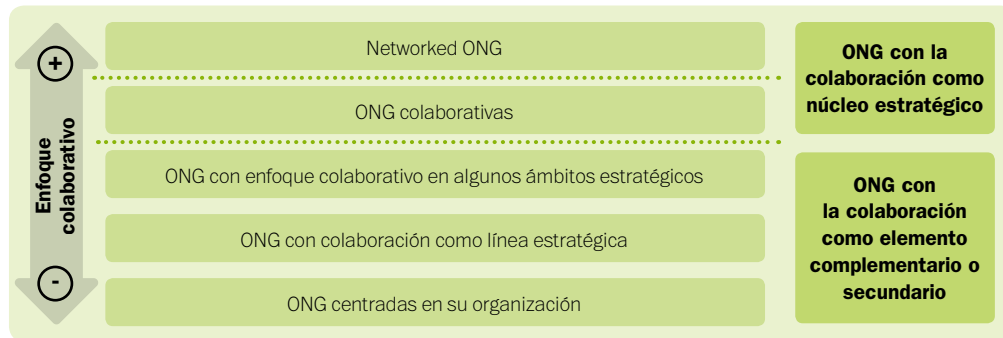 +
Enfoque
colaborativo
-
Networked ONG
ONG colaborativas
ONG con enfoque colaborativo en algunos ámbitos estratégicos
ONG con colaboración como línea estratégica
ONG centradas en su organización
ONG con la
colaboración como
núcleo estratégico
ONG con
la colaboración
como elemento
complementario o
secundario